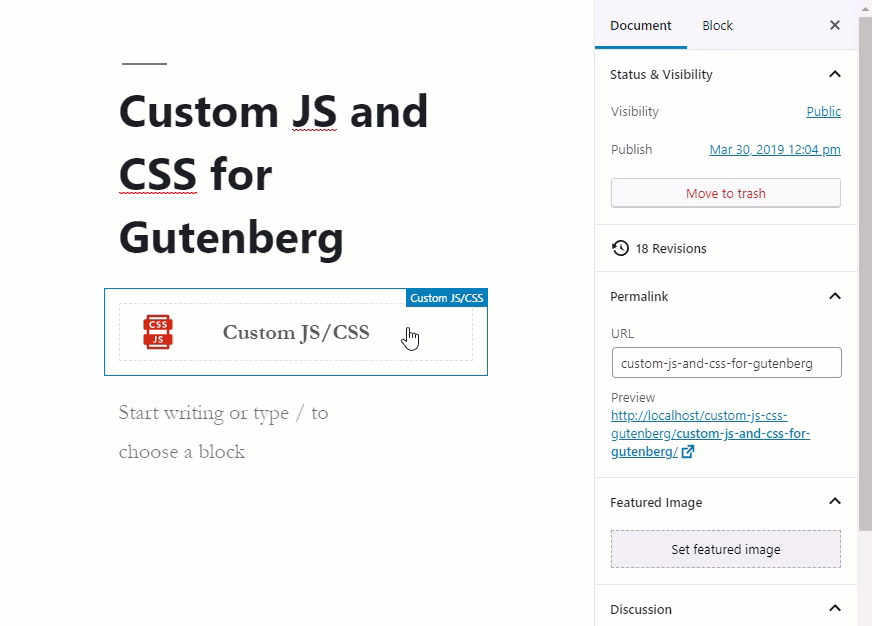 Document Block
Status & Visibility
Visibility Public
Publish Mar 30, 2019 12:04 pm
Move to trash
18 Revisions
Permalink
URL
custom-js-and-css-for-gutenberg
Preview
http://localhost/custom-js-css-
gutenberg/custom-js-and-css-for-
gutenberg/
Featured Image
Set featured image
Discussion
Custom JS and
CSS for
Gutenberg
Custom JS/CSS
CSS
JS
Custom JS/CSS
Start writing or type / to
choose a block